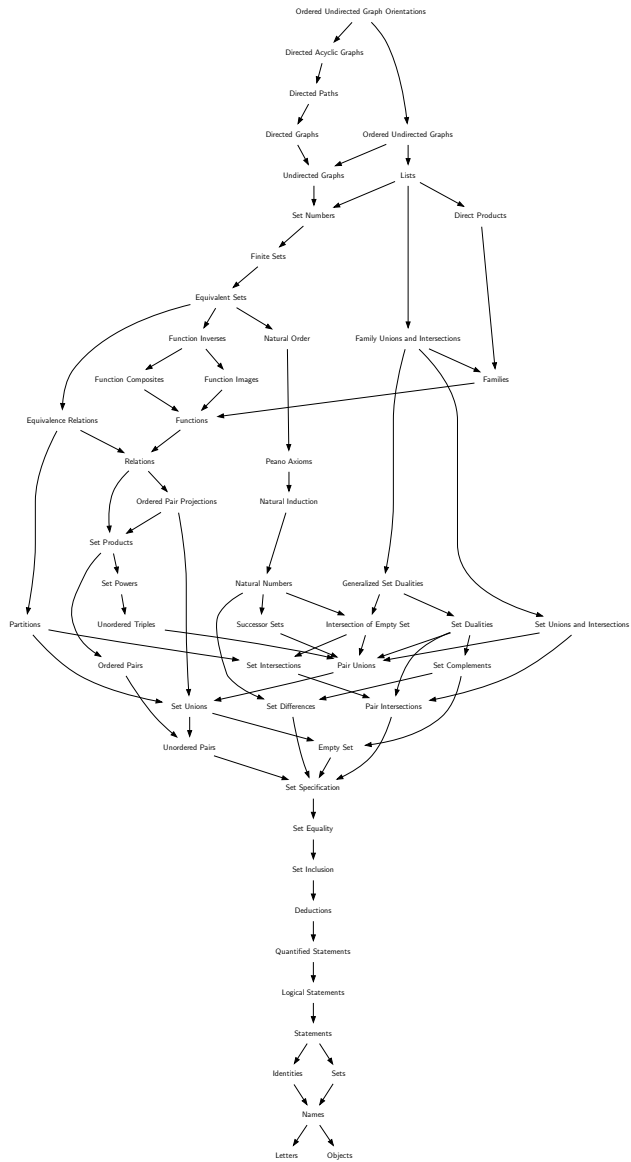 Ordered Undirected Graph Orientations
Directed Acyclic Graphs
Directed Paths
Directed Graphs
Ordered Undirected Graphs
Undirected Graphs
Lists
Set Numbers
Direct Products
Finite Sets
Equivalent Sets
Function Inverses
Natural Order
Family Unions and Intersections
Function Composites
Function Images
Families
Equivalence Relations
Functions
Relations
Peano Axioms
Ordered Pair Projections
Natural Induction
Set Products
Set Powers
Natural Numbers
Generalized Set Dualities
Partitions
Unordered Triples
Successor Sets
Intersection of Empty Set
Set Dualities
Set Unions and Intersections
Ordered Pairs
Set Intersections
Pair Unions
Set Complements
Set Unions
Set Differences
Pair Intersections
Unordered Pairs
Empty Set
Set Specification
Set Equality
Set Inclusion
Deductions
Quantified Statements
Logical Statements
Statements
Identities
Sets
Names
Letters
Objects